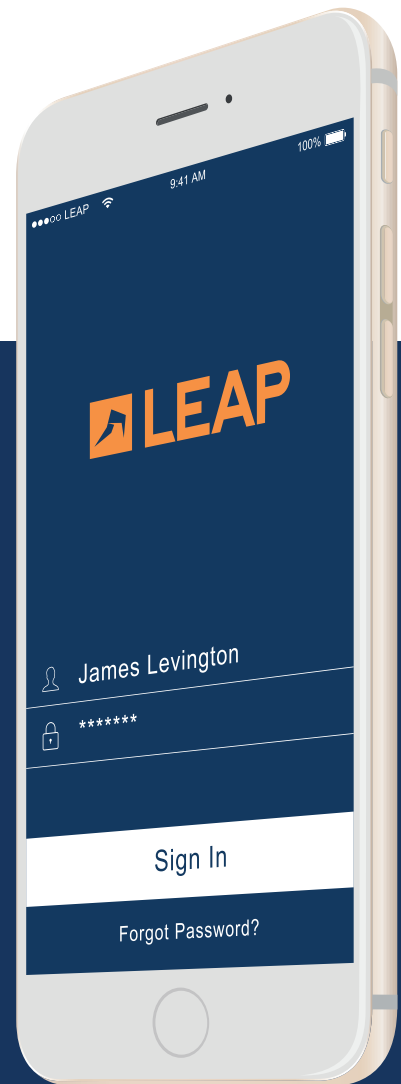 LEAP
9:41 AM
100%
LEAP
James Levington
*******
Sign In
Forgot Password?